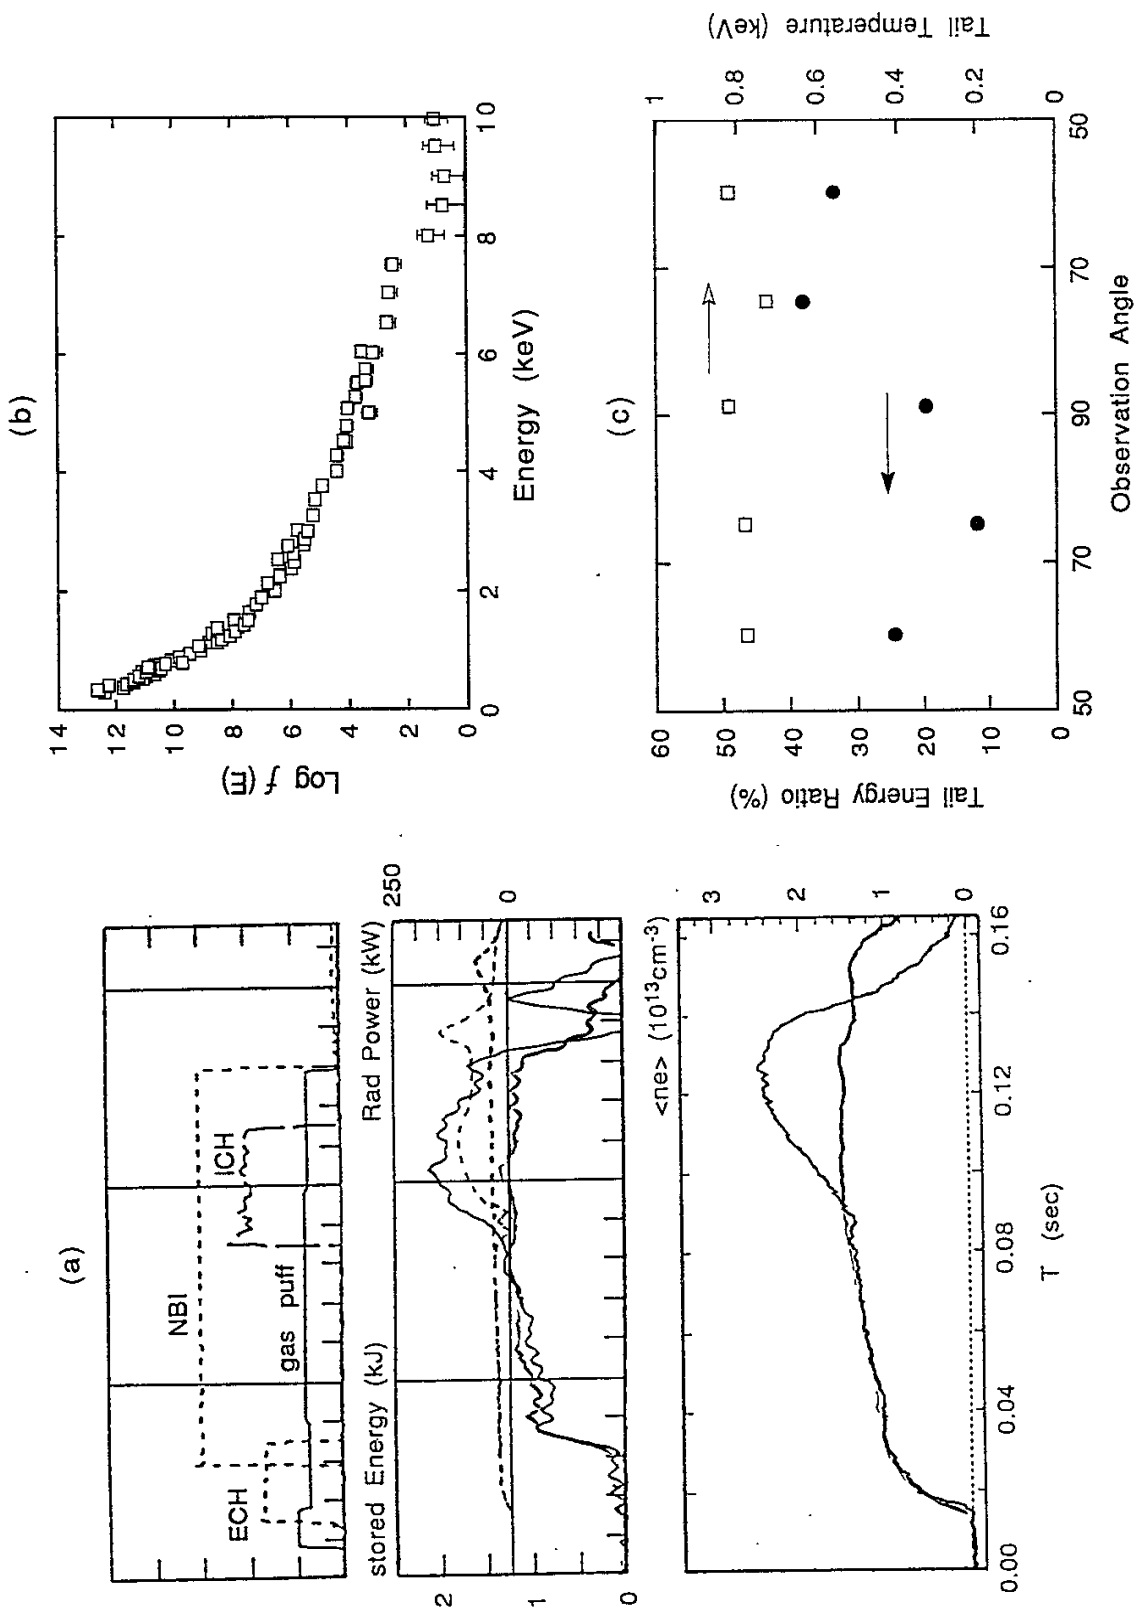 (a)
NBI
ECH
ICH
gas puff
stored Energy (kJ)
Rad Power (kW)
250
0
2
1
0
<ne> (10¹³cm⁻³)
3
2
1
0
0.00
0.04
0.08
0.12
0.16
T (sec)
(b)
Log f (E)
14
12
10
8
6
4
2
0
0
2
4
6
8
10
Energy (keV)
(c)
Tail Energy Ratio (%)
60
50
40
30
20
10
0
Tail Temperature (keV)
1
0.8
0.6
0.4
0.2
0
50
70
90
70
50
Observation Angle